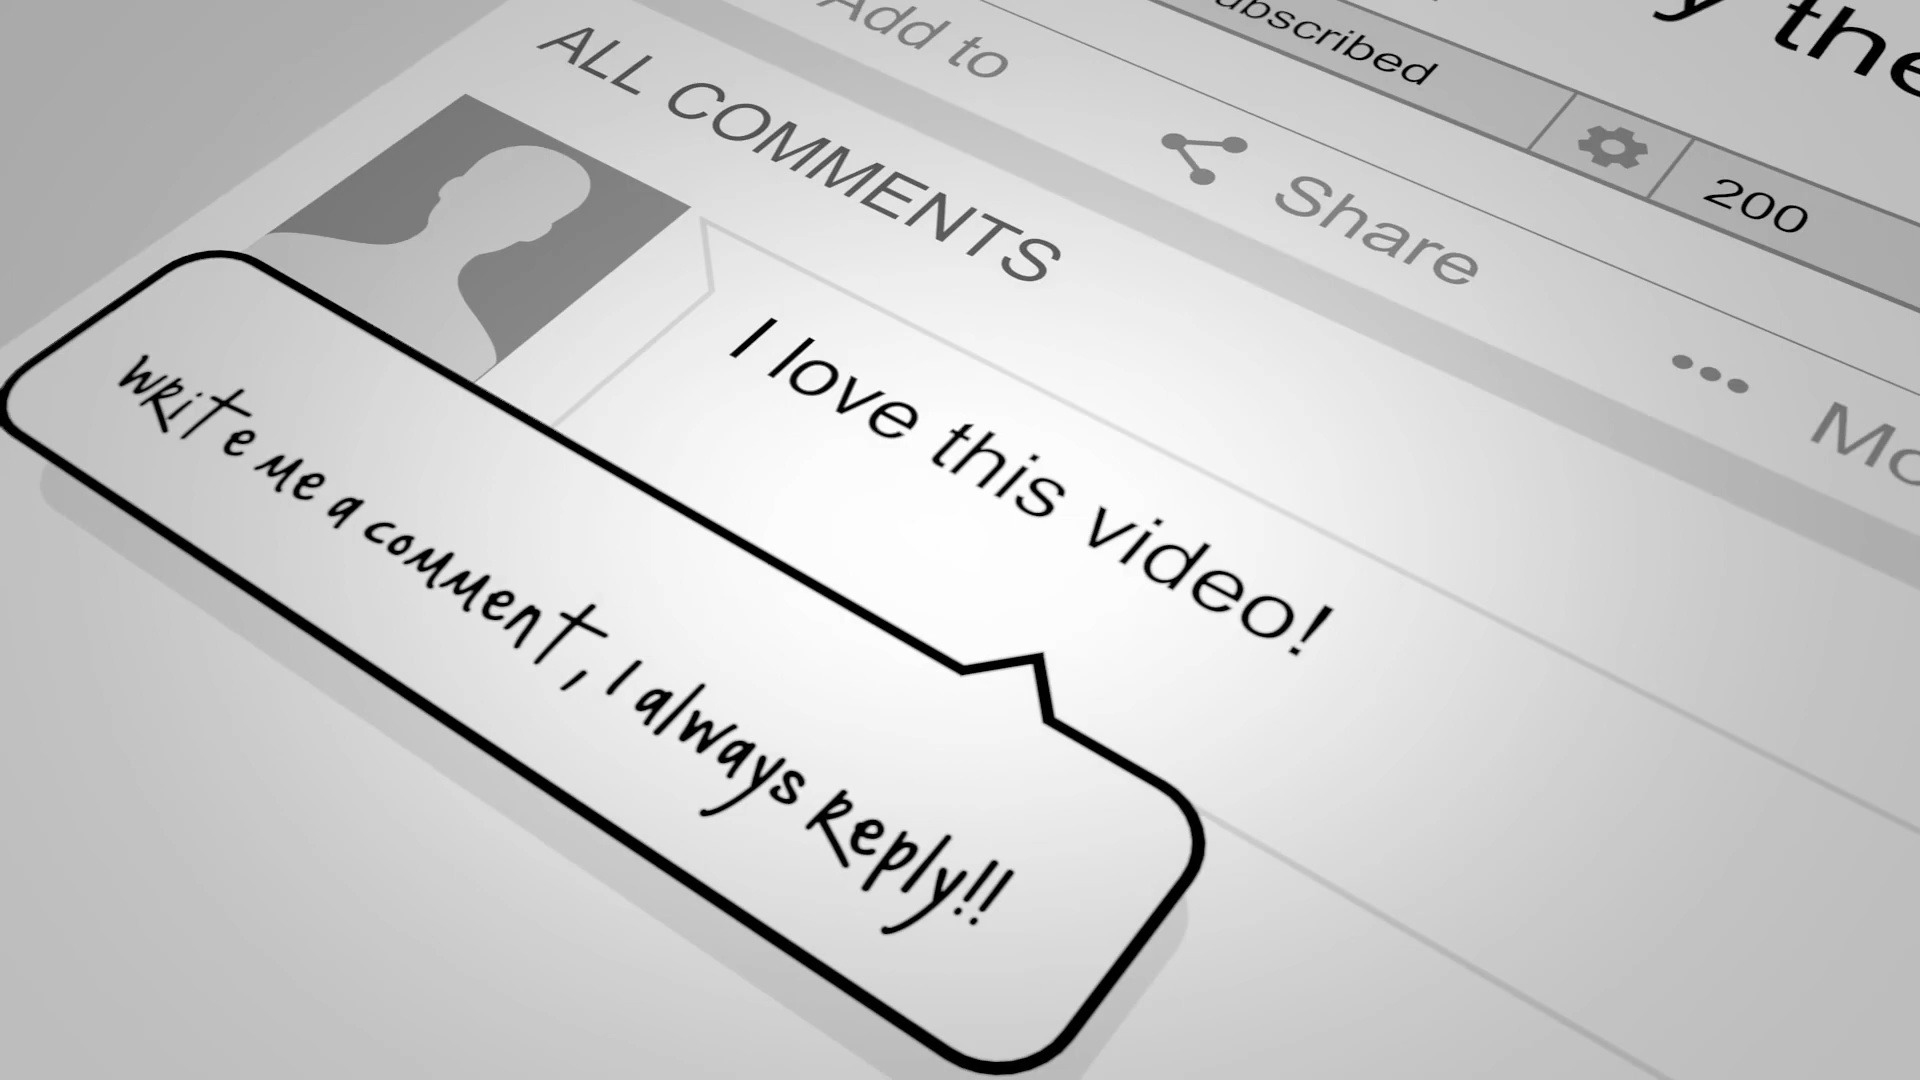 the
ubscribed
200
Add to
Share
ALL COMMENTS
I love this video!
write me a comment, I always reply!!